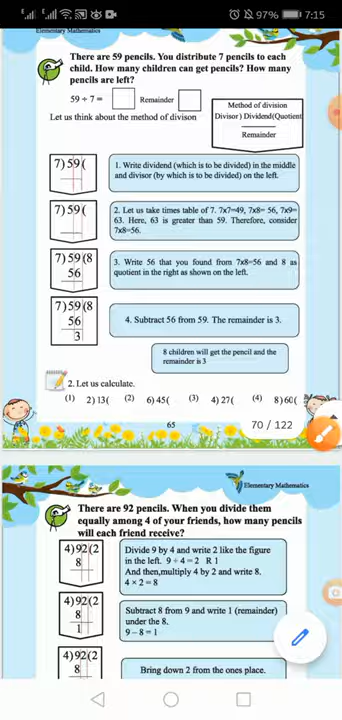 97% 7:15
Elementary Mathematics
There are 59 pencils. You distribute 7 pencils to each
child. How many children can get pencils? How many
pencils are left?
59 ÷ 7 = Remainder
Let us think about the method of divison
Method of division
Divisor ) Dividend(Quotient
Remainder
7)59(
1. Write dividend (which is to be divided) in the middle
and divisor (by which is to be divided) on the left.
7)59(
2. Let us take times table of 7. 7x7=49, 7x8= 56, 7x9=
63. Here, 63 is greater than 59. Therefore, consider
7x8=56.
7)59(8
56
3. Write 56 that you found from 7x8=56 and 8 as
quotient in the right as shown on the left.
7)59(8
56
3
4. Subtract 56 from 59. The remainder is 3.
8 children will get the pencil and the
remainder is 3
2. Let us calculate.
(1) 2)13( (2) 6)45( (3) 4)27( (4) 8)60(
65
70 / 122
Elementary Mathematics
There are 92 pencils. When you divide them
equally among 4 of your friends, how many pencils
will each friend receive?
4)92(2
8
Divide 9 by 4 and write 2 like the figure
in the left. 9 ÷ 4 = 2 R 1
And then,multiply 4 by 2 and write 8.
4 × 2 = 8
4)92(2
8
1
Subtract 8 from 9 and write 1 (remainder)
under the 8.
9 – 8 = 1
4)92(2
8
Bring down 2 from the ones place.